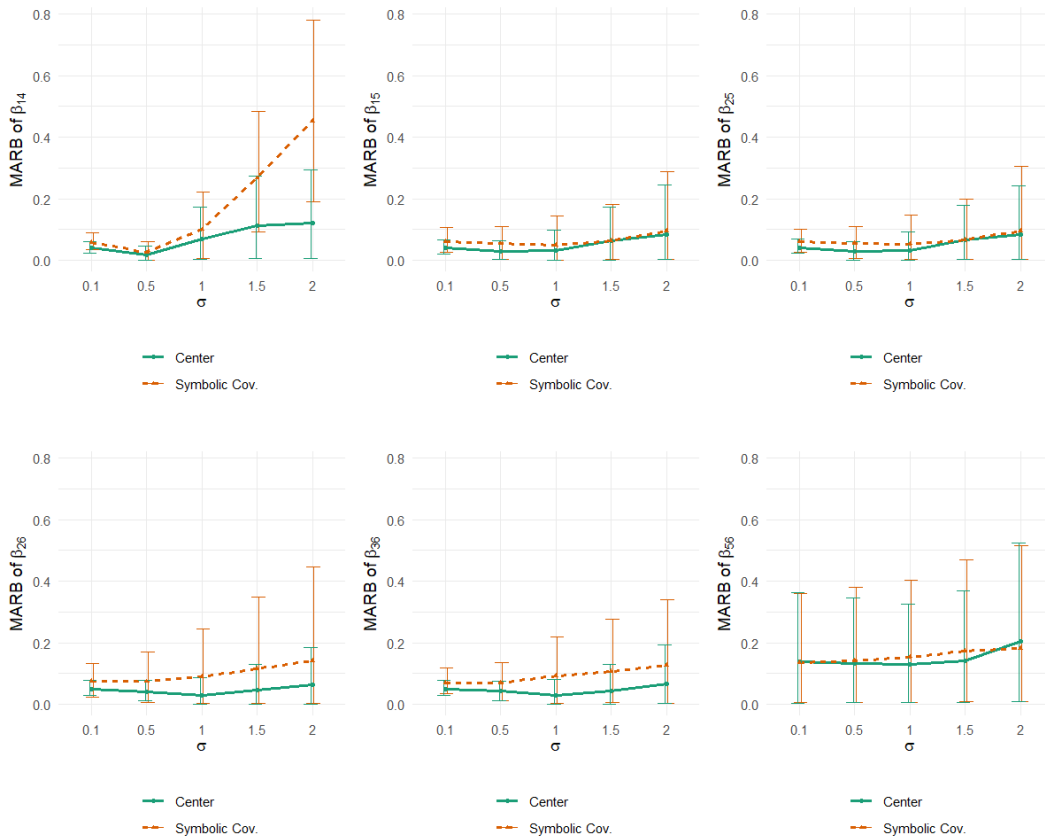 MARB of β14
0.8
0.6
0.4
0.2
0.0
0.1 0.5 1 1.5 2
σ
Center
Symbolic Cov.
MARB of β15
0.8
0.6
0.4
0.2
0.0
0.1 0.5 1 1.5 2
σ
Center
Symbolic Cov.
MARB of β25
0.8
0.6
0.4
0.2
0.0
0.1 0.5 1 1.5 2
σ
Center
Symbolic Cov.
MARB of β26
0.8
0.6
0.4
0.2
0.0
0.1 0.5 1 1.5 2
σ
Center
Symbolic Cov.
MARB of β36
0.8
0.6
0.4
0.2
0.0
0.1 0.5 1 1.5 2
σ
Center
Symbolic Cov.
MARB of β56
0.8
0.6
0.4
0.2
0.0
0.1 0.5 1 1.5 2
σ
Center
Symbolic Cov.